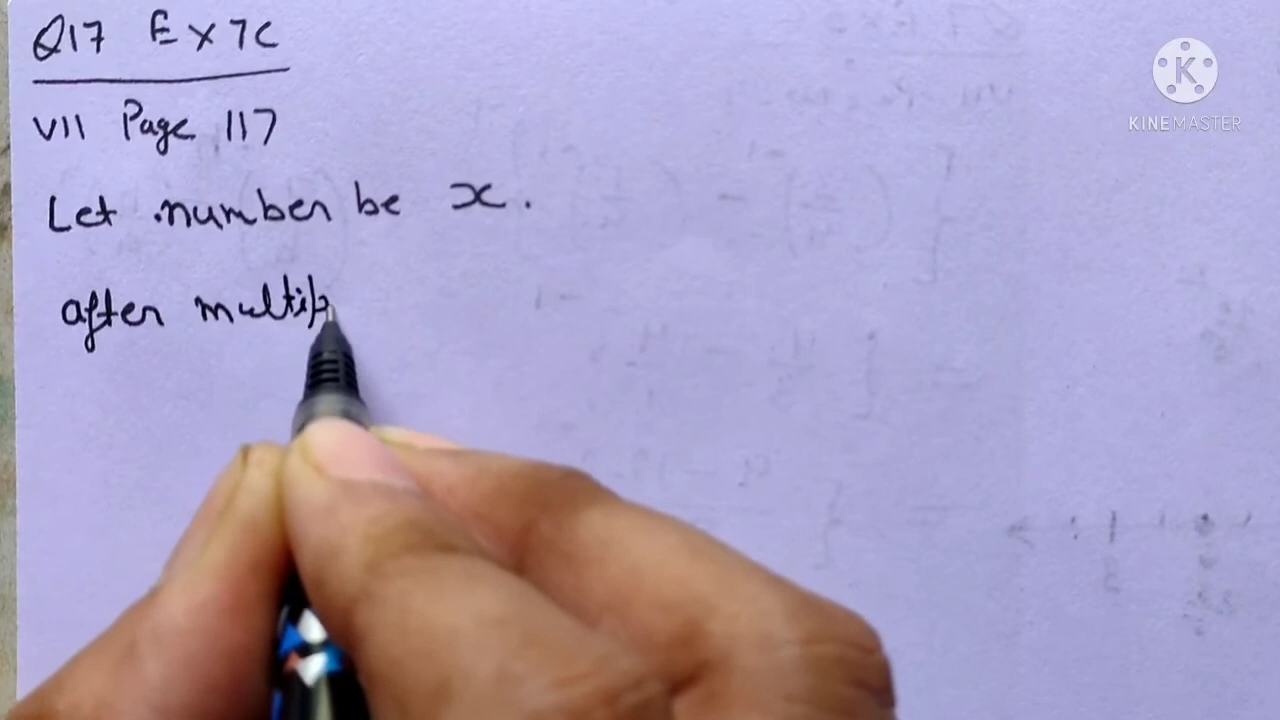 Q17 Ex 7C
VII Page 117
Let number be x.
after multip
K
KINEMASTER